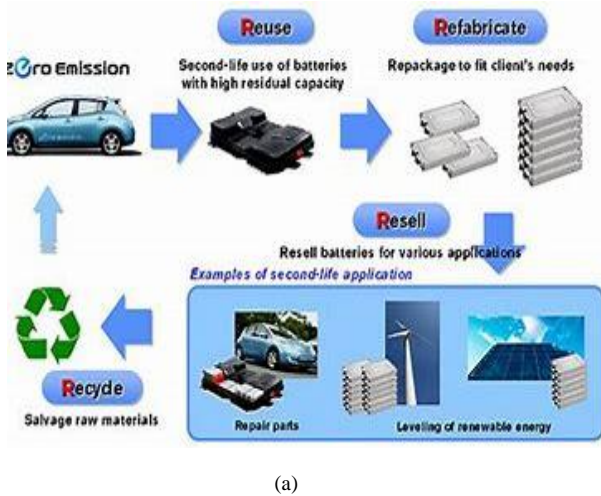 Reuse
Refabricate
zero Emission
Second-life use of batteries
with high residual capacity
Repackage to fit client's needs
Resell
Resell batteries for various applications
Examples of second-life application
Recycle
Salvage raw materials
Repair parts
Leveling of renewable energy
(a)